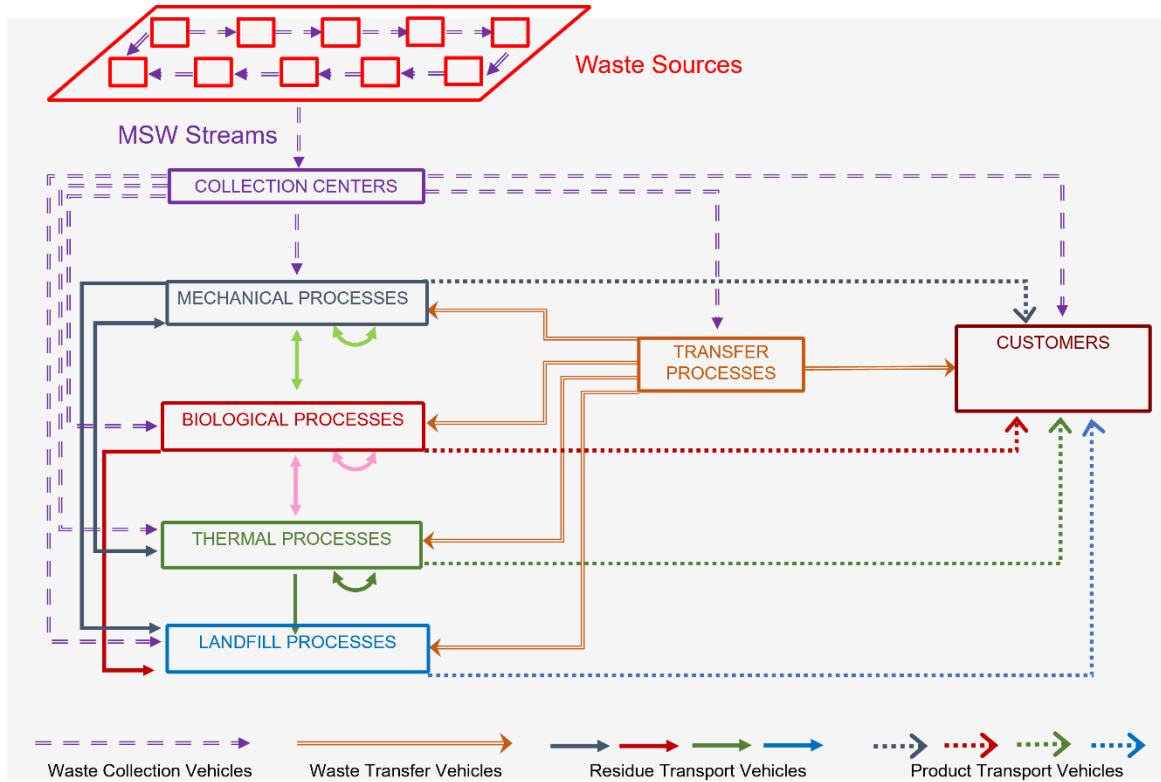 Waste Sources
MSW Streams
COLLECTION CENTERS
MECHANICAL PROCESSES
TRANSFER
PROCESSES
CUSTOMERS
BIOLOGICAL PROCESSES
THERMAL PROCESSES
LANDFILL PROCESSES
Waste Collection Vehicles
Waste Transfer Vehicles
Residue Transport Vehicles
Product Transport Vehicles